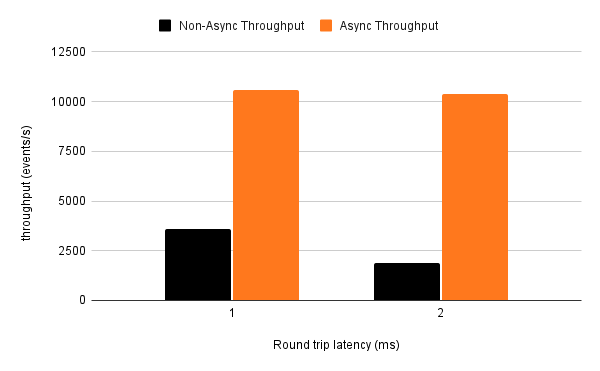 Non-Async Throughput Async Throughput
12500
10000
7500
5000
2500
0
throughput (events/s)
1 2
Round trip latency (ms)